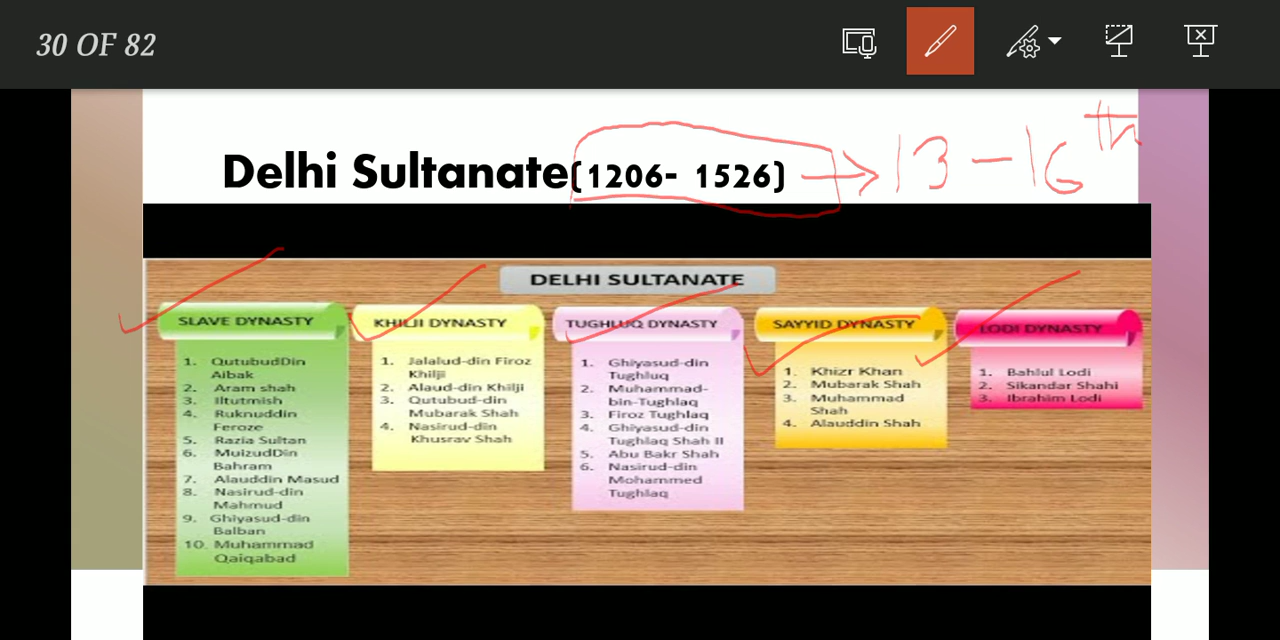 30 OF 82
Delhi Sultanate(1206- 1526) 13 - 16th
DELHI SULTANATE
SLAVE DYNASTY
1. QutubudDin
Aibak
2. Aram shah
3. Iltutmish
4. Ruknuddin
Feroze
5. Razia Sultan
6. MuizudDin
Bahram
7. Alauddin Masud
8. Nasirud-din
Mahmud
9. Ghiyasud-din
Balban
10. Muhammad
Qaiqabad
KHILJI DYNASTY
1. Jalalud-din Firoz
Khilji
2. Alaud-din Khilji
3. Qutubud-din
Mubarak Shah
4. Nasirud-din
Khusrav Shah
TUGHLUQ DYNASTY
1. Ghiyasud-din
Tughluq
2. Muhammad-
bin-Tughlaq
3. Firoz Tughlaq
4. Ghiyasud-din
Tughlaq Shah II
5. Abu Bakr Shah
6. Nasirud-din
Mohammed
Tughlaq
SAYYID DYNASTY
1. Khizr Khan
2. Mubarak Shah
3. Muhammad
Shah
4. Alauddin Shah
LODI DYNASTY
1. Bahlul Lodi
2. Sikandar Shahi
3. Ibrahim Lodi